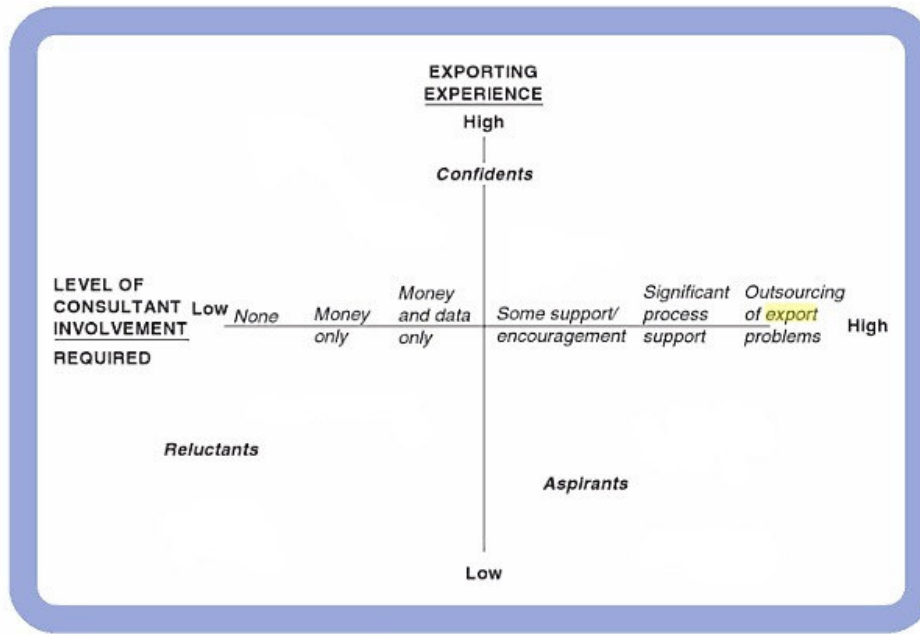 EXPORTING
EXPERIENCE
High
Confidents
LEVEL OF
CONSULTANT
INVOLVEMENT
REQUIRED
Low
None
Money
only
Money
and data
only
Some support/
encouragement
Significant
process
support
Outsourcing
of export
problems
High
Reluctants
Aspirants
Low